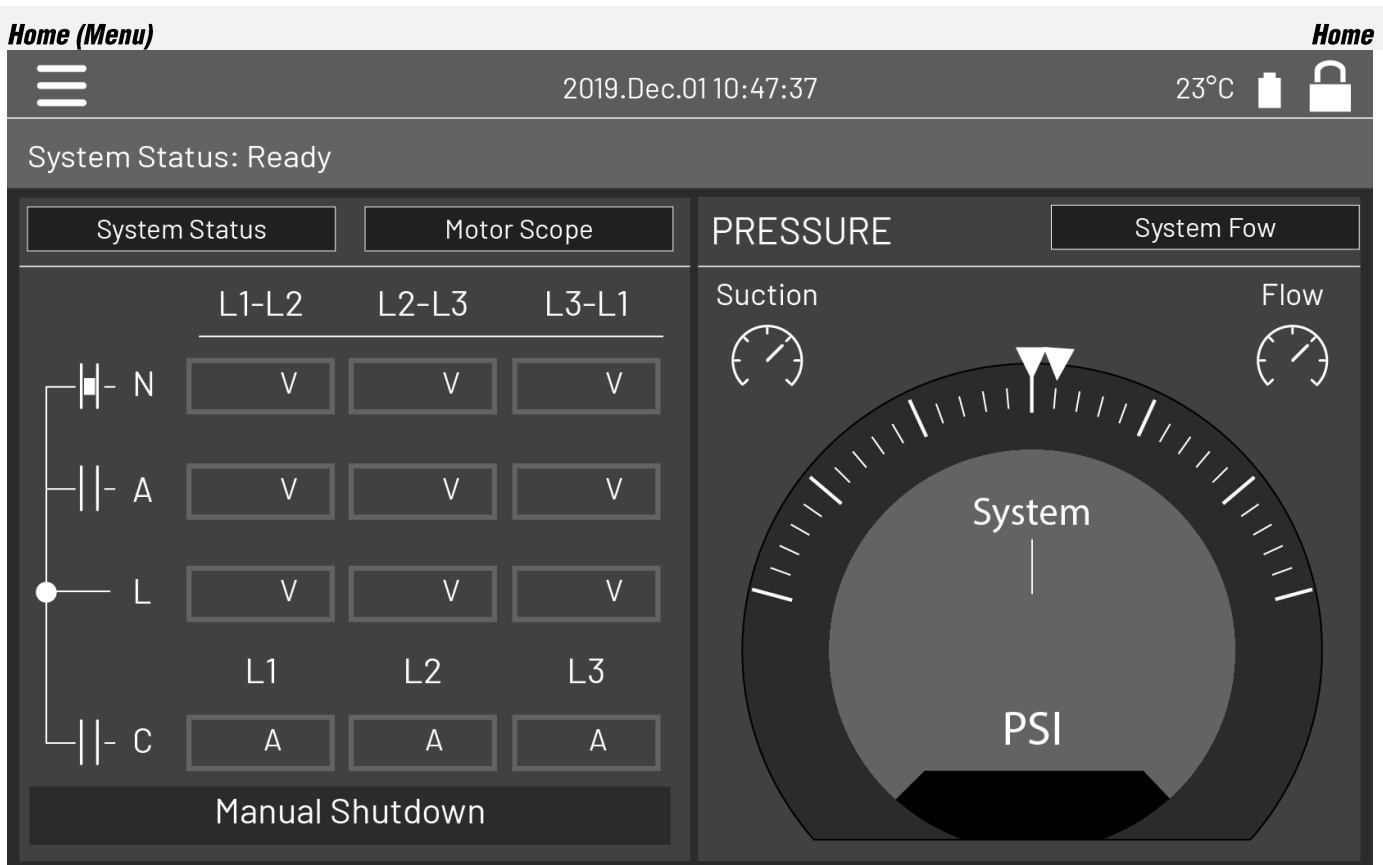 Home (Menu) Home
2019.Dec.01 10:47:37 23°C
System Status: Ready
System Status Motor Scope
PRESSURE System Fow
L1-L2 L2-L3 L3-L1
Suction Flow
N V V V
A V V V
System
L V V V
L1 L2 L3
PSI
C A A A
Manual Shutdown